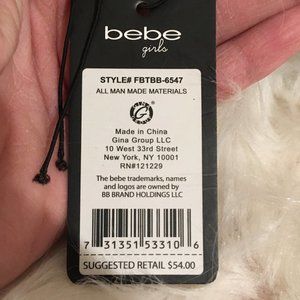 bebe
girls
STYLE# FBTBB-6547
ALL MAN MADE MATERIALS
Made in China
Gina Group LLC
10 West 33rd Street
New York, NY 10001
RN#121229
The bebe trademarks, names
and logos are owned by
BB BRAND HOLDINGS LLC
7 31351 53310 6
SUGGESTED RETAIL $54.00